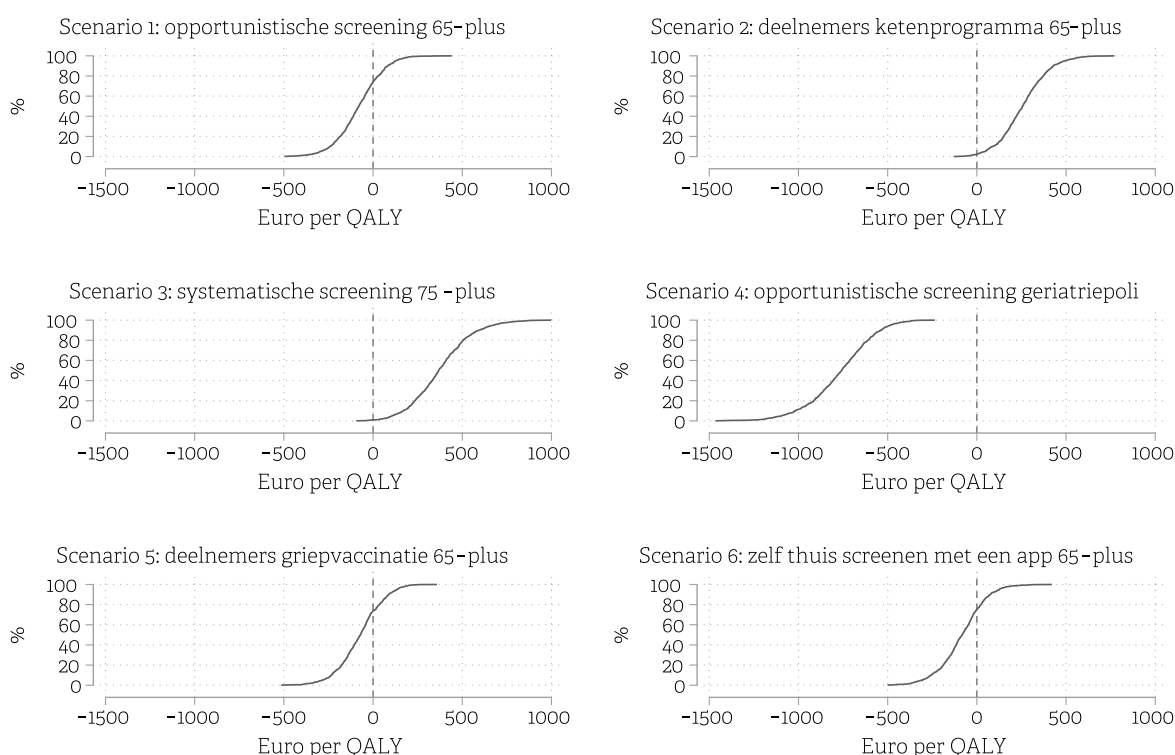 Scenario 1: opportunistische screening 65-plus
100
80
60
40
20
0
%
-1500 -1000 -500 0 500 1000
Euro per QALY
Scenario 2: deelnemers ketenprogramma 65-plus
100
80
60
40
20
0
%
-1500 -1000 -500 0 500 1000
Euro per QALY
Scenario 3: systematische screening 75 -plus
100
80
60
40
20
0
%
-1500 -1000 -500 0 500 1000
Euro per QALY
Scenario 4: opportunistische screening geriatriepoli
100
80
60
40
20
0
%
-1500 -1000 -500 0 500 1000
Euro per QALY
Scenario 5: deelnemers griepvaccinatie 65-plus
100
80
60
40
20
0
%
-1500 -1000 -500 0 500 1000
Euro per QALY
Scenario 6: zelf thuis screenen met een app 65-plus
100
80
60
40
20
0
%
-1500 -1000 -500 0 500 1000
Euro per QALY